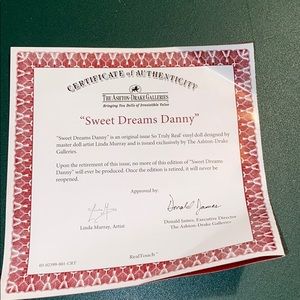 CERTIFICATE of AUTHENTICITY
THE ASHTON-DRAKE GALLERIES
Bringing You Dolls of Irresistible Value
"Sweet Dreams Danny"
"Sweet Dreams Danny" is an original issue So Truly Real® vinyl doll designed by
master doll artist Linda Murray and is issued exclusively by The Ashton-Drake
Galleries.
Upon the retirement of this issue, no more of this edition of "Sweet Dreams
Danny" will ever be produced. Once the edition is retired, it will never be
reopened.
Approved by:
Donald James
Linda Murray, Artist
Donald James, Executive Director
The Ashton-Drake Galleries
RealTouch™